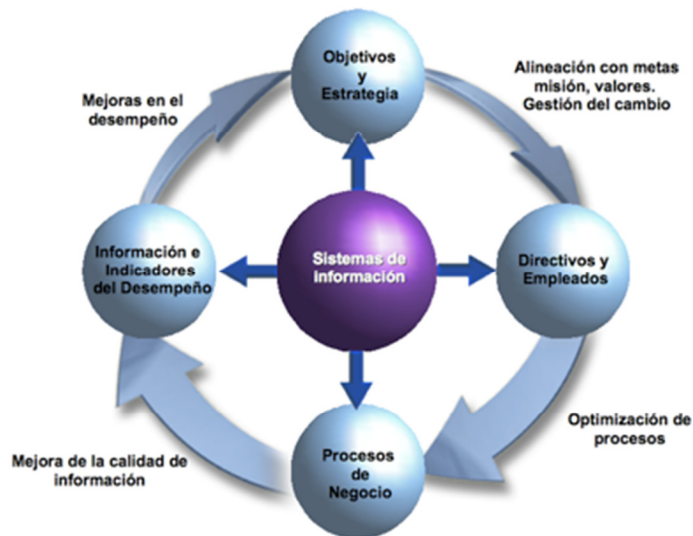 Objetivos
y
Estrategia
Alineación con metas
misión, valores.
Gestión del cambio
Mejoras en el
desempeño
Sistemas de
información
Información e
Indicadores
del Desempeño
Directivos y
Empleados
Optimización de
procesos
Mejora de la calidad de
información
Procesos
de
Negocio